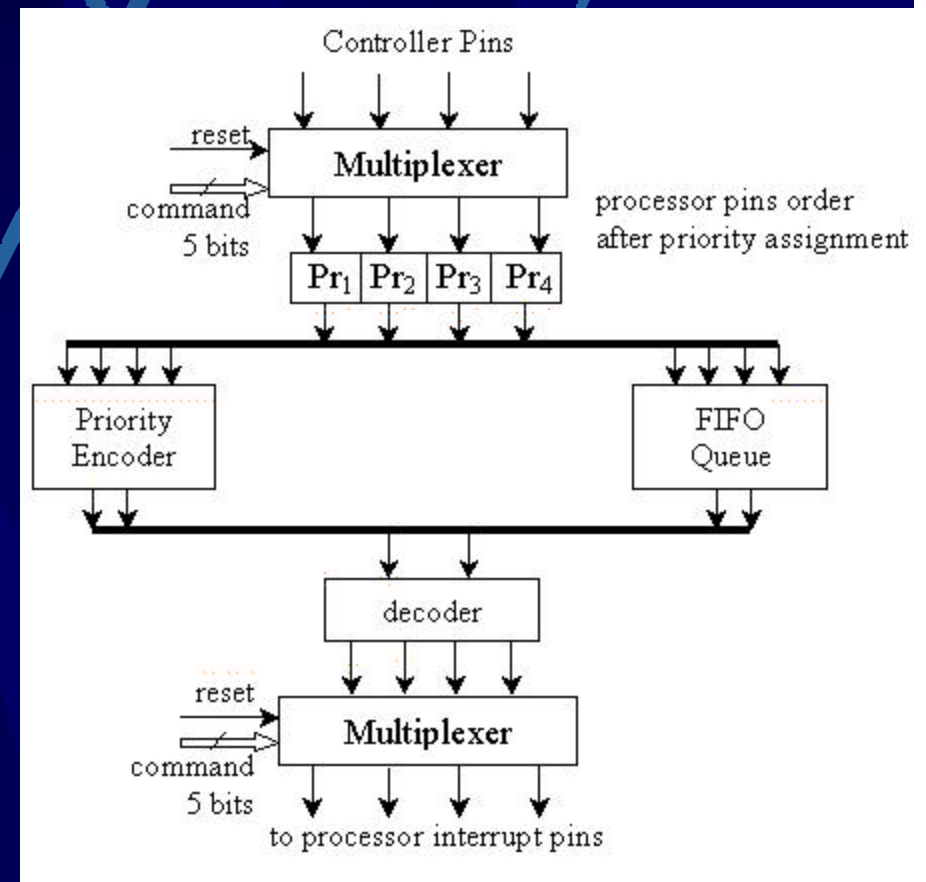 Controller Pins
reset
Multiplexer
command
5 bits
processor pins order
after priority assignment
Pr₁ Pr₂ Pr₃ Pr₄
Priority
Encoder
FIFO
Queue
decoder
reset
Multiplexer
command
5 bits
to processor interrupt pins